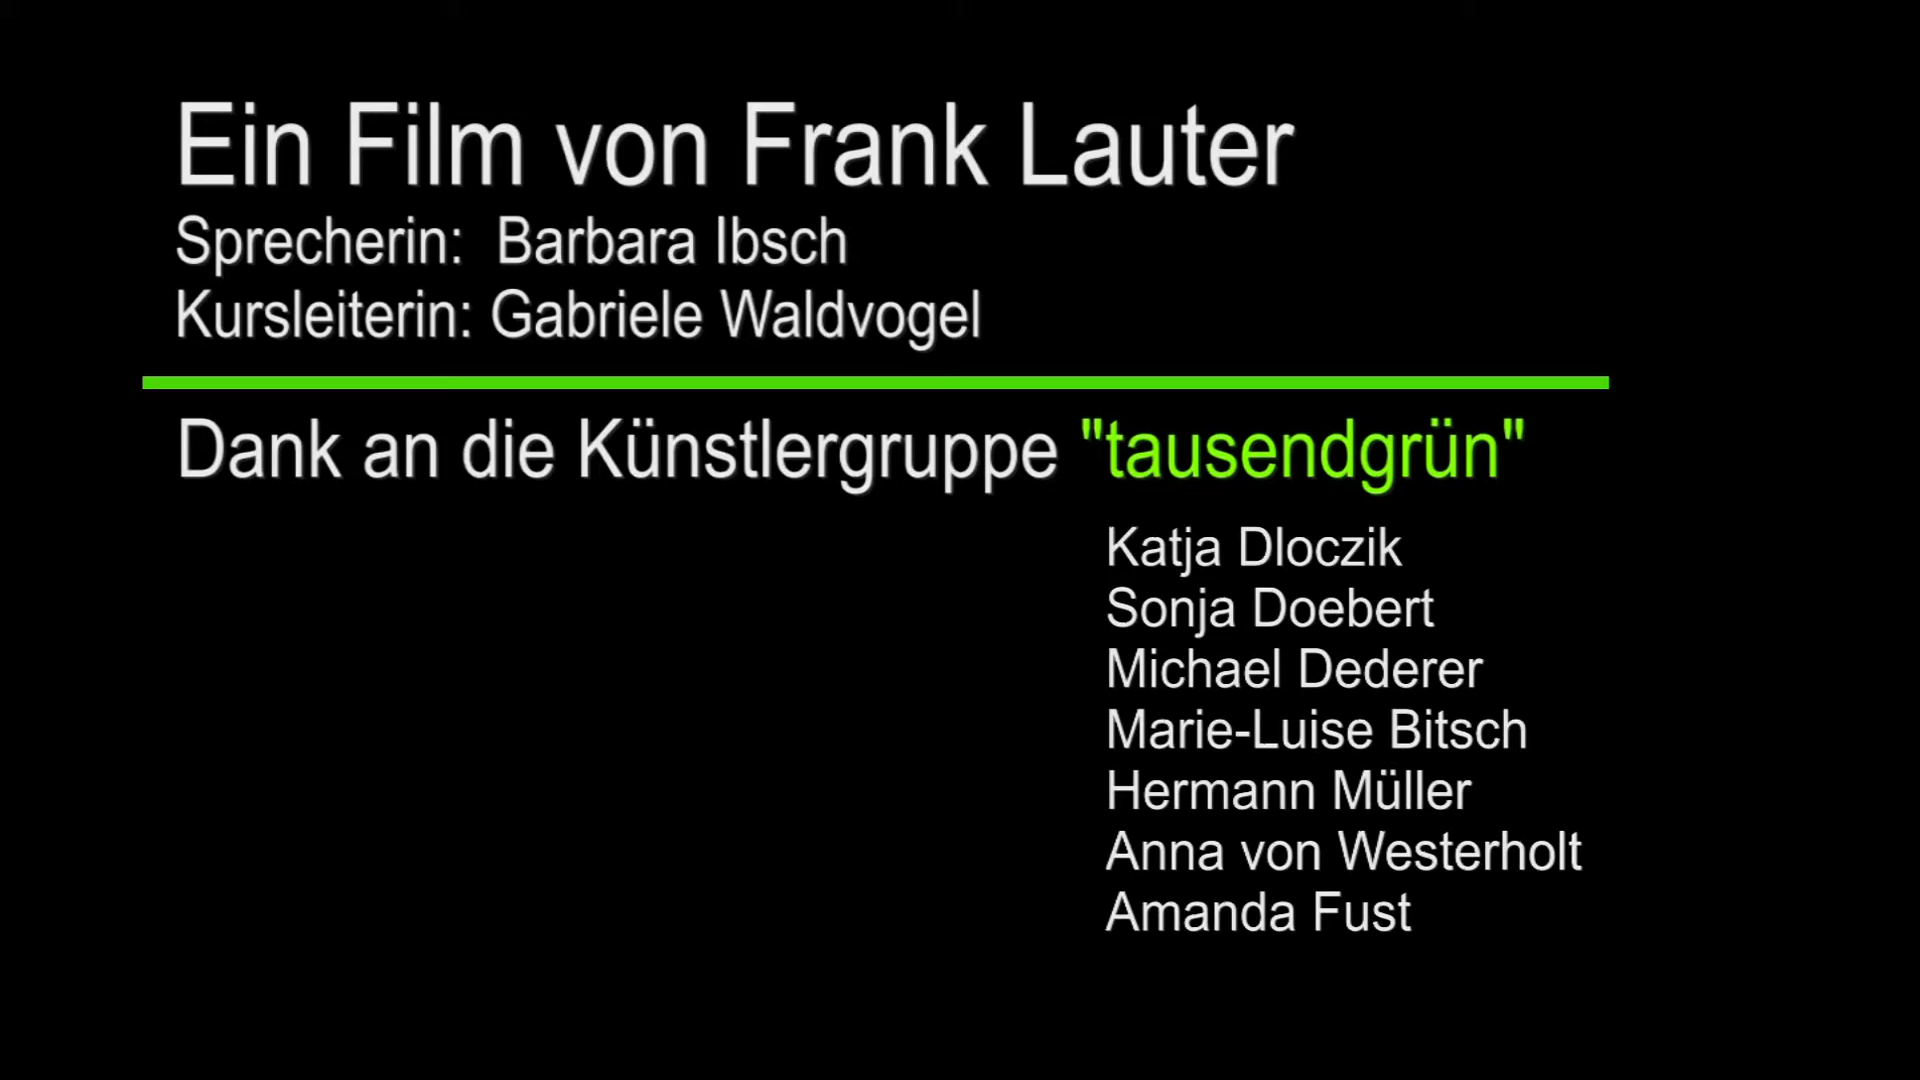 Ein Film von Frank Lauter
Sprecherin: Barbara Ibsch
Kursleiterin: Gabriele Waldvogel
Dank an die Künstlergruppe "tausendgrün"
Katja Dloczik
Sonja Doebert
Michael Dederer
Marie-Luise Bitsch
Hermann Müller
Anna von Westerholt
Amanda Fust